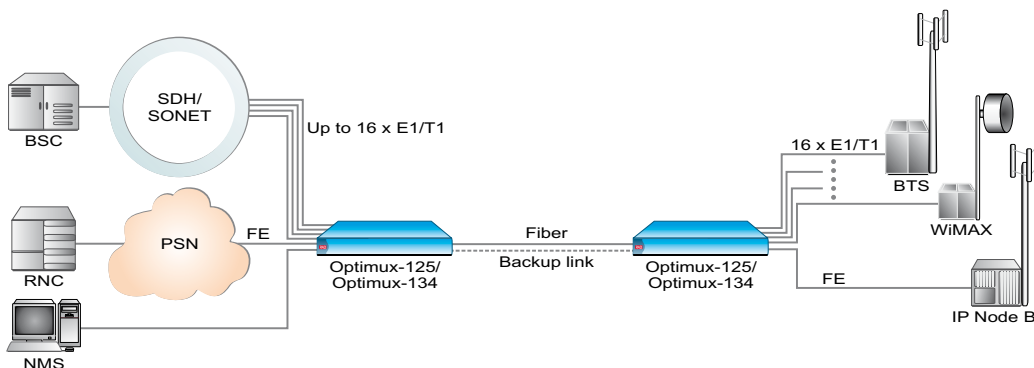 SDH/
SONET
BSC
Up to 16 x E1/T1
16 x E1/T1
BTS
WiMAX
RNC
PSN
FE
Fiber
Backup link
Optimux-125/
Optimux-134
Optimux-125/
Optimux-134
FE
IP Node B
NMS